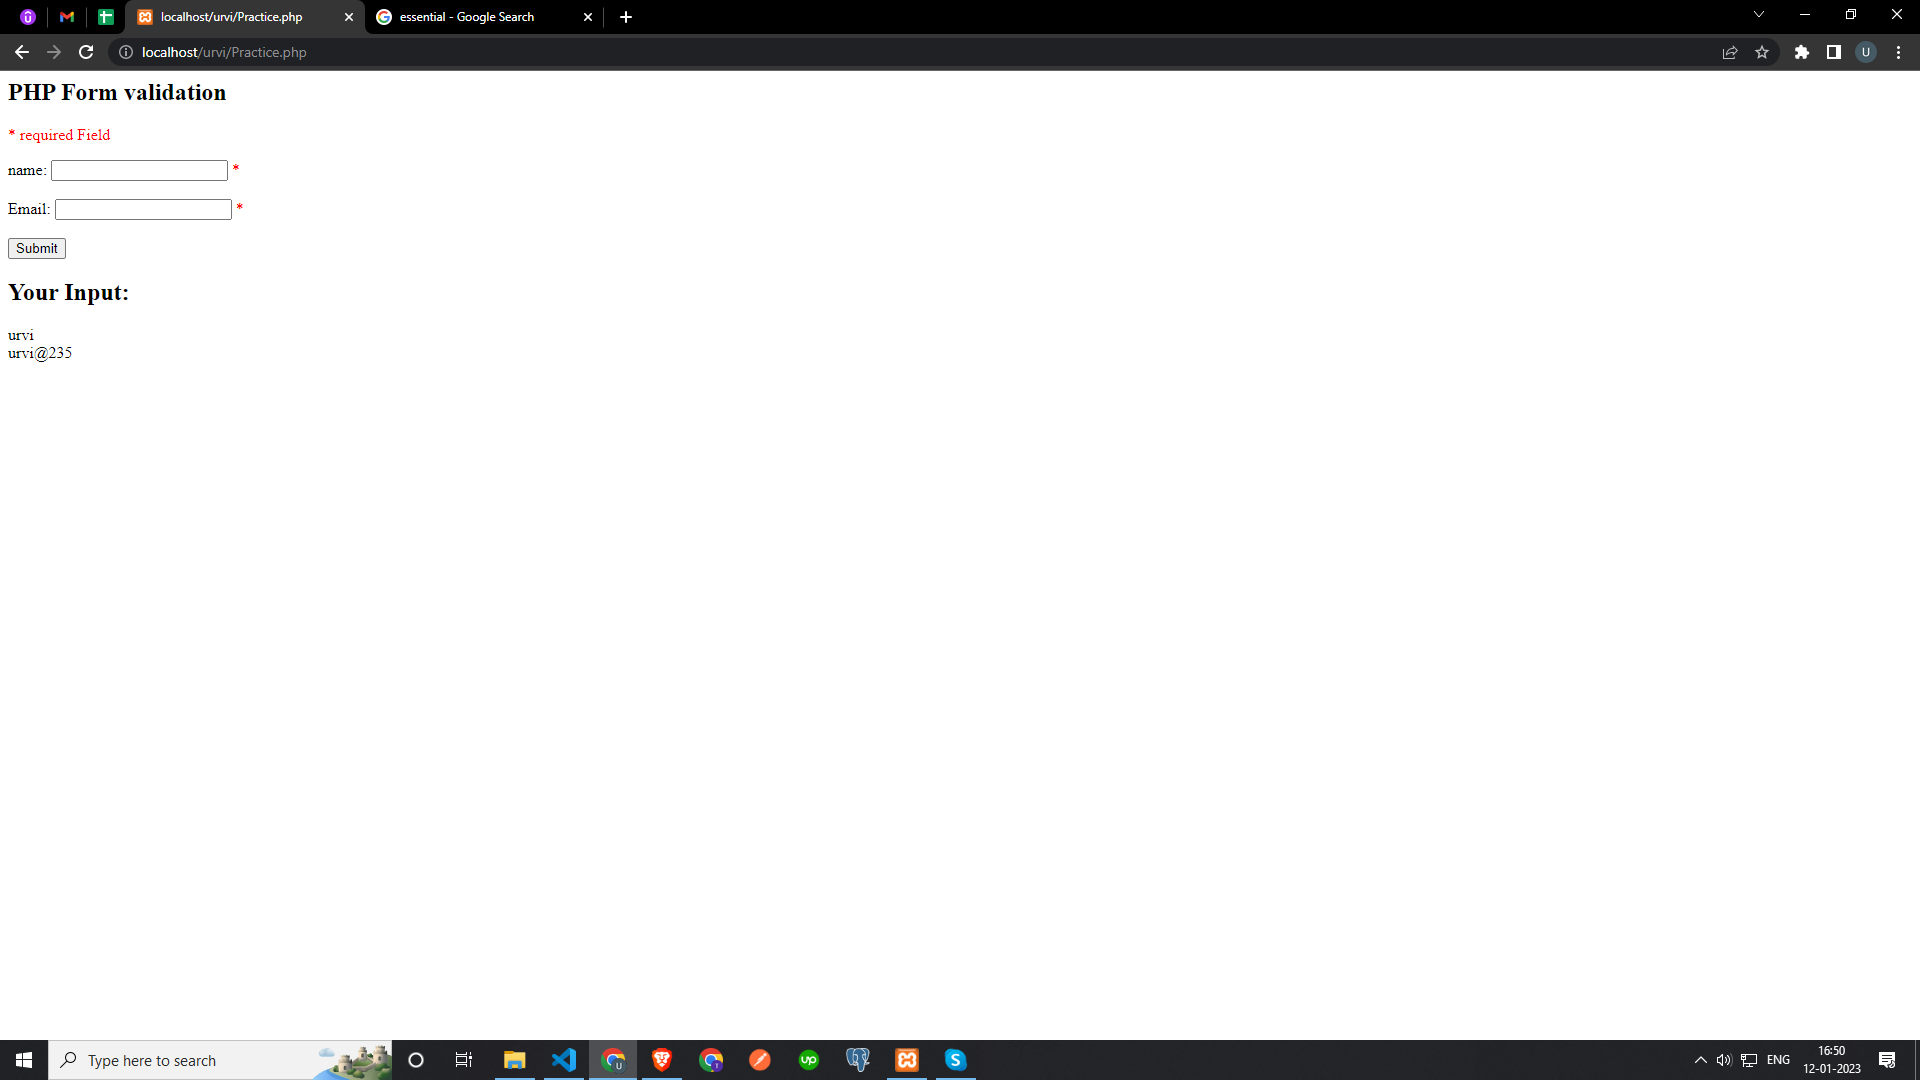 localhost/urvi/Practice.php
essential - Google Search
localhost/urvi/Practice.php
U
PHP Form validation
* required Field
name: *
Email: *
Submit
Your Input:
urvi
urvi@235
Type here to search
U
T
up
S
ENG
16:50
12-01-2023